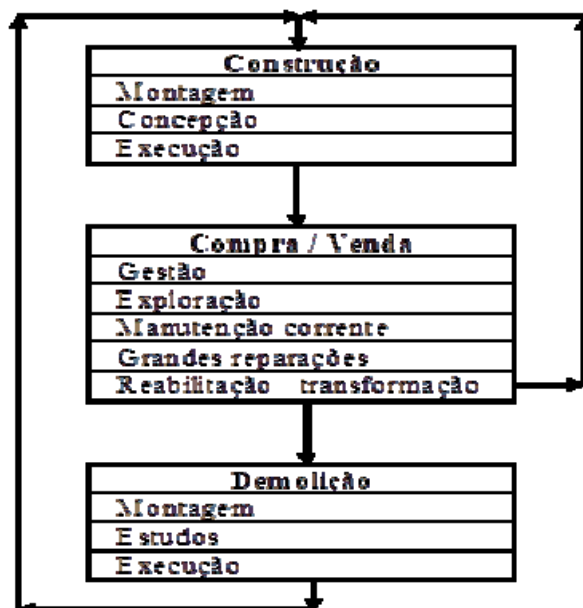 Construção
Montagem
Concepção
Execução
Compra / Venda
Gestão
Exploração
Manutenção corrente
Grandes reparações
Reabilitação transformação
Demolição
Montagem
Estudos
Execução